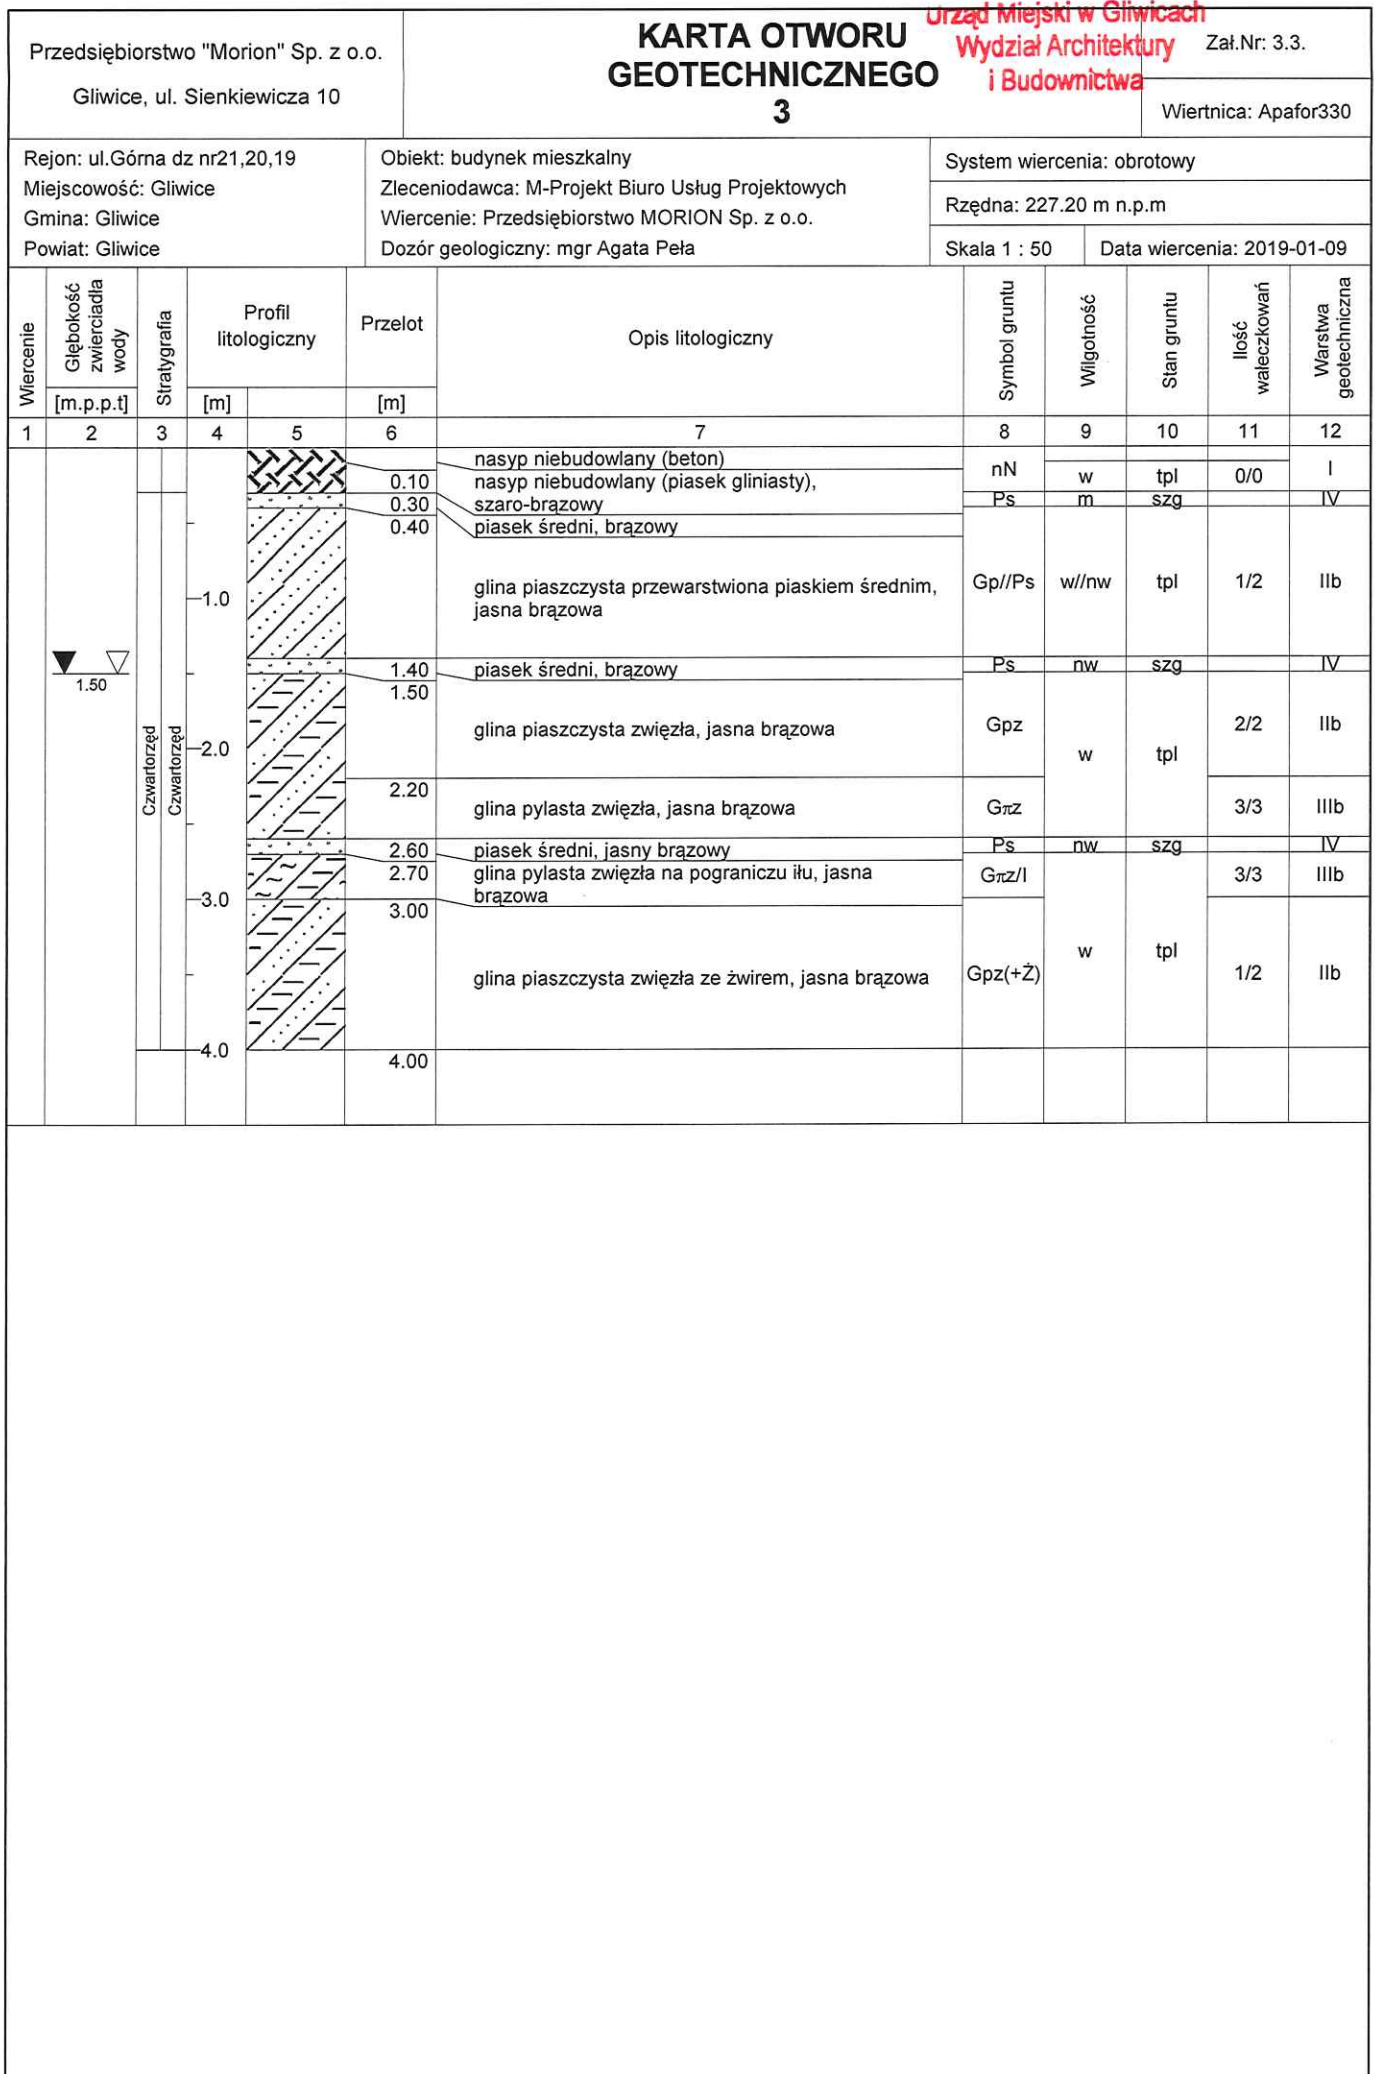 Urząd Miejski w Gliwicach
Wydział Architektury
i Budownictwa
Przedsiębiorstwo "Morion" Sp. z o.o.
Gliwice, ul. Sienkiewicza 10
KARTA OTWORU
GEOTECHNICZNEGO
3
Zał.Nr: 3.3.
Wiertnica: Apafor330
Rejon: ul.Górna dz nr21,20,19
Miejscowość: Gliwice
Gmina: Gliwice
Powiat: Gliwice
Obiekt: budynek mieszkalny
Zleceniodawca: M-Projekt Biuro Usług Projektowych
Wiercenie: Przedsiębiorstwo MORION Sp. z o.o.
Dozór geologiczny: mgr Agata Peła
System wiercenia: obrotowy
Rzędna: 227.20 m n.p.m
Skala 1 : 50
Data wiercenia: 2019-01-09
Wiercenie
Głębokość
zwierciadła
wody
[m.p.p.t]
Stratygrafia
Profil
litologiczny
[m]
Przelot
[m]
Opis litologiczny
Symbol gruntu
Wilgotność
Stan gruntu
Ilość
wałeczkowań
Warstwa
geotechniczna
1 2 3 4 5 6 7 8 9 10 11 12
nasyp niebudowlany (beton)
nN
I
0.10
nasyp niebudowlany (piasek gliniasty),
szaro-brązowy
w tpl 0/0
0.30
piasek średni, brązowy
Ps m szg IV
0.40
glina piaszczysta przewarstwiona piaskiem średnim,
jasna brązowa
Gp//Ps w//nw tpl 1/2 IIb
1.0
1.40
piasek średni, brązowy
Ps nw szg IV
1.50
1.50
glina piaszczysta zwięzła, jasna brązowa
Gpz
w tpl
2/2 IIb
Czwartorzęd
Czwartorzęd
2.0
2.20
glina pylasta zwięzła, jasna brązowa
Gπz 3/3 IIIb
2.60
piasek średni, jasny brązowy
Ps nw szg IV
2.70
glina pylasta zwięzła na pograniczu iłu, jasna
brązowa
Gπz/I 3/3 IIIb
3.0
3.00
w tpl
glina piaszczysta zwięzła ze żwirem, jasna brązowa
Gpz(+Ż) 1/2 IIb
4.0
4.00